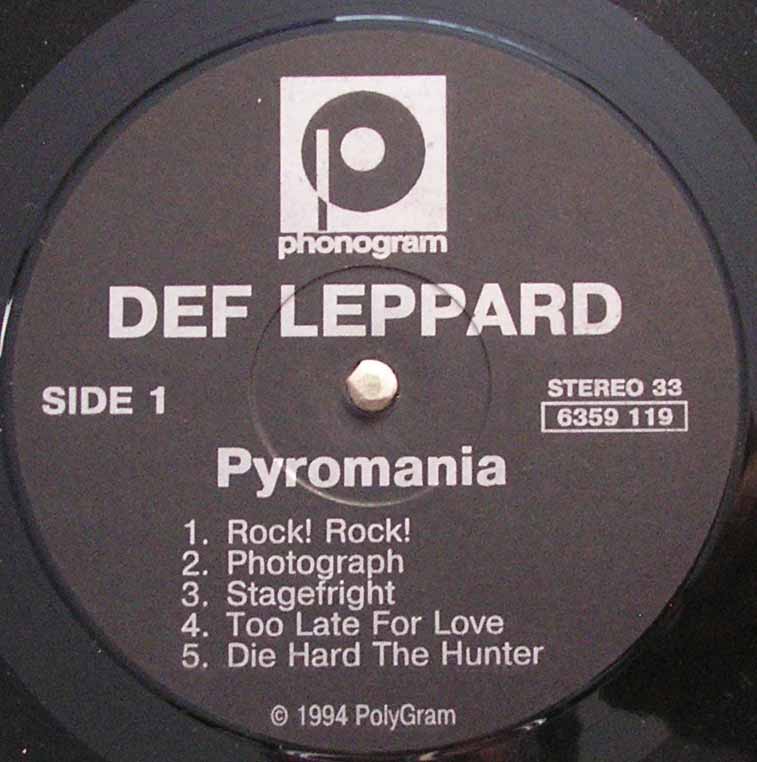 phonogram
DEF LEPPARD
SIDE 1
STEREO 33
6359 119
Pyromania
1. Rock! Rock!
2. Photograph
3. Stagefright
4. Too Late For Love
5. Die Hard The Hunter
© 1994 PolyGram